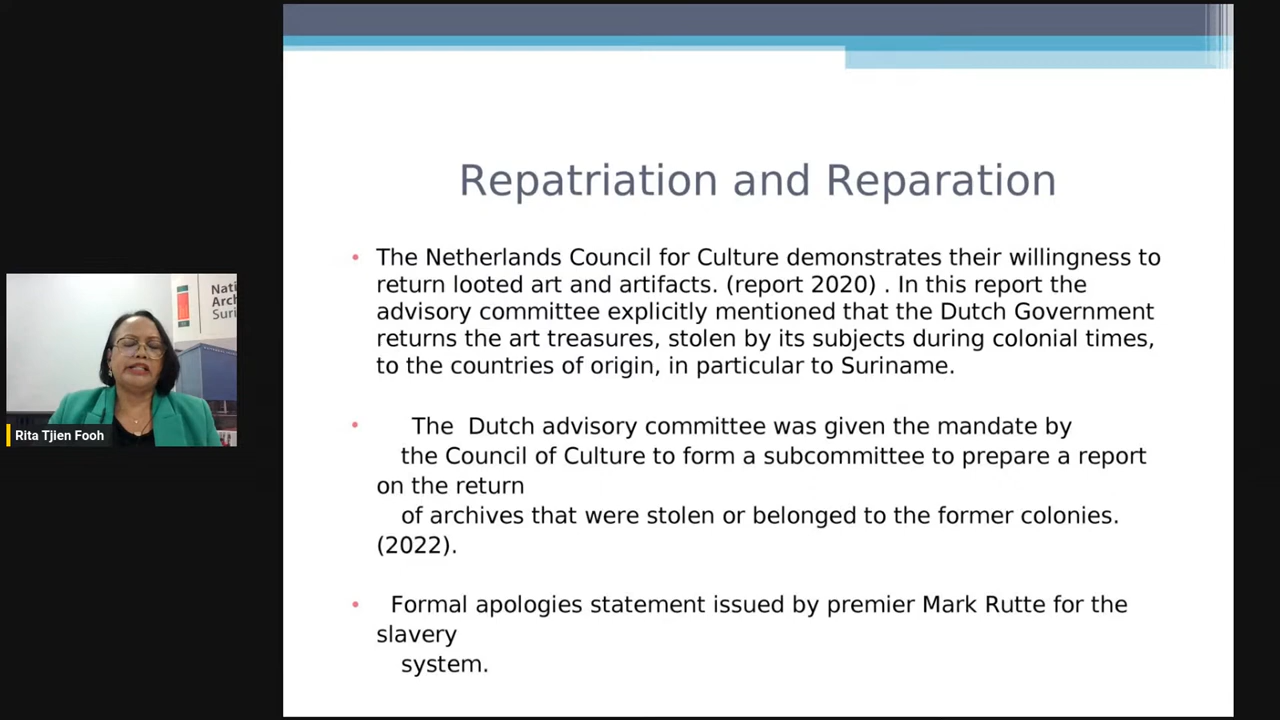 Repatriation and Reparation
• The Netherlands Council for Culture demonstrates their willingness to
return looted art and artifacts. (report 2020) . In this report the
advisory committee explicitly mentioned that the Dutch Government
returns the art treasures, stolen by its subjects during colonial times,
to the countries of origin, in particular to Suriname.
• The Dutch advisory committee was given the mandate by
the Council of Culture to form a subcommittee to prepare a report
on the return
of archives that were stolen or belonged to the former colonies.
(2022).
• Formal apologies statement issued by premier Mark Rutte for the
slavery
system.
Nati
Arch
Suri
Rita Tjien Fooh